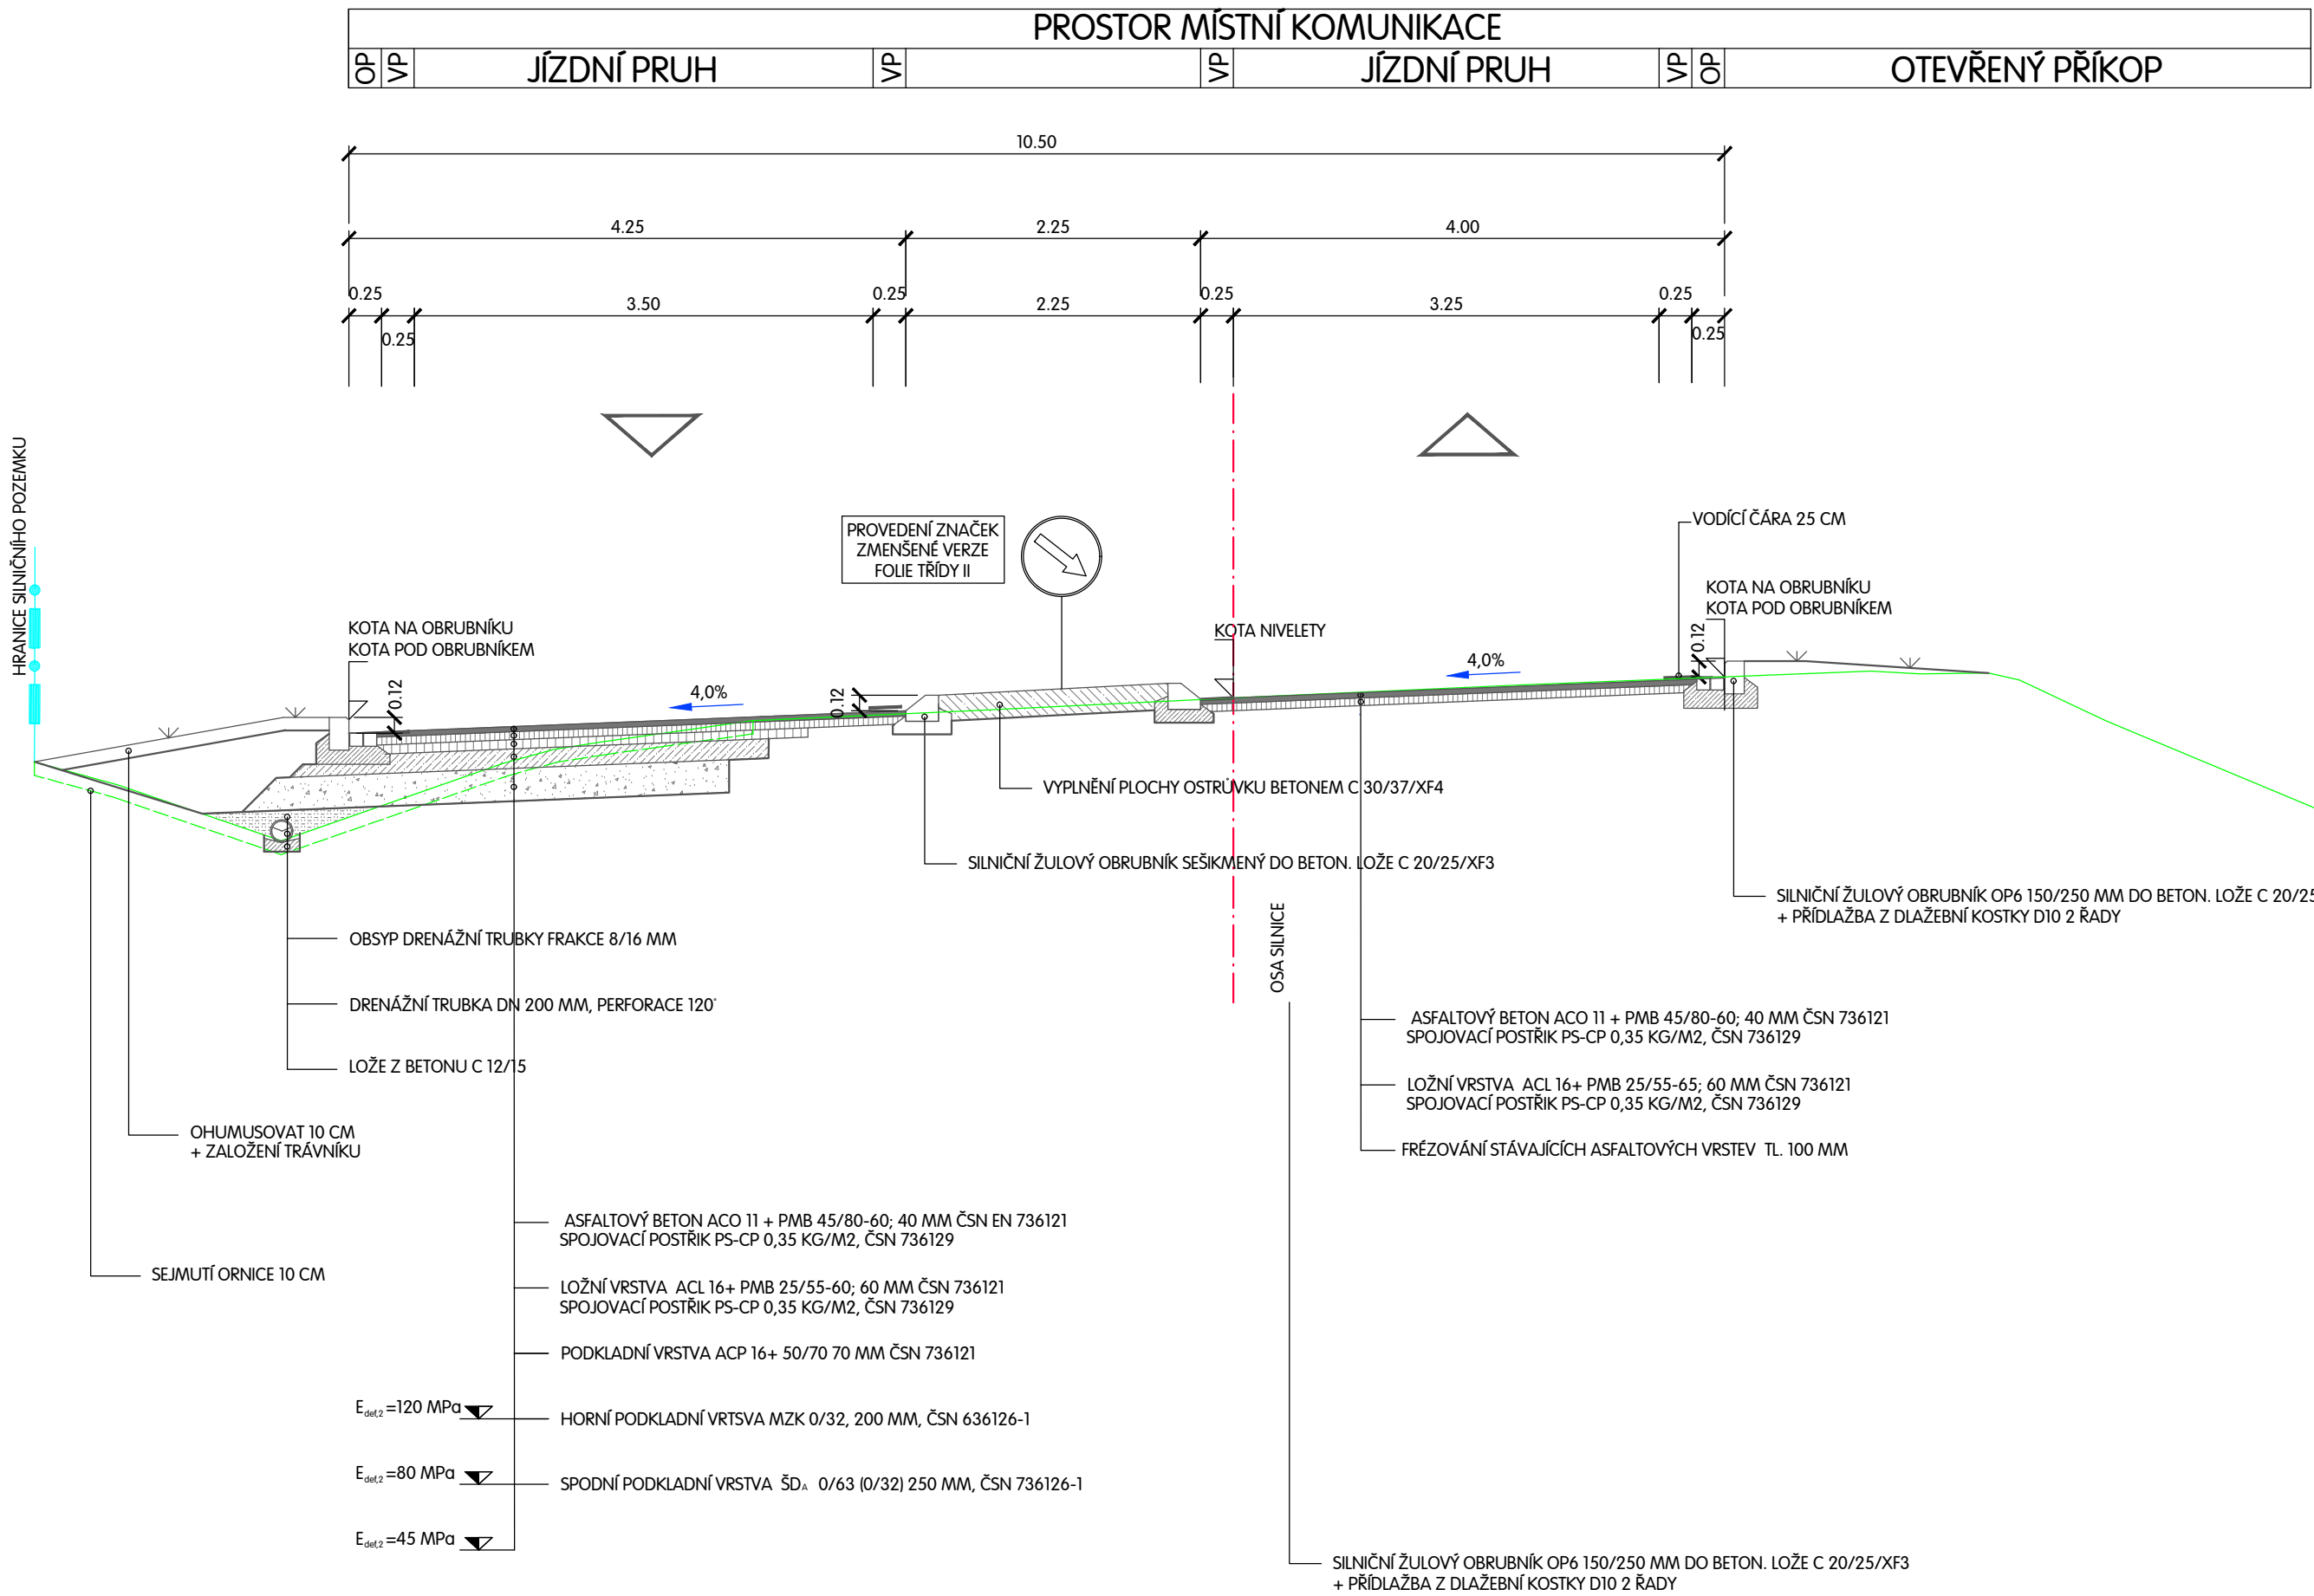 PROSTOR MÍSTNÍ KOMUNIKACE
OP VP JÍZDNÍ PRUH VP VP JÍZDNÍ PRUH VP OP OTEVŘENÝ PŘÍKOP
10.50
4.25 2.25 4.00
0.25 3.50 0.25 2.25 0.25 3.25 0.25
0.25 0.25
HRANICE SILNIČNÍHO POZEMKU
PROVEDENÍ ZNAČEK
ZMENŠENÉ VERZE
FOLIE TŘÍDY II
VODÍCÍ ČÁRA 25 CM
KOTA NA OBRUBNÍKU
KOTA POD OBRUBNÍKEM
KOTA NA OBRUBNÍKU
KOTA POD OBRUBNÍKEM
KOTA NIVELETY
0.12
4,0%
0.12
4,0%
0.12
VYPLNĚNÍ PLOCHY OSTRŮVKU BETONEM C 30/37/XF4
SILNIČNÍ ŽULOVÝ OBRUBNÍK SEŠIKMENÝ DO BETON. LOŽE C 20/25/XF3
SILNIČNÍ ŽULOVÝ OBRUBNÍK OP6 150/250 MM DO BETON. LOŽE C 20/25
+ PŘÍDLAŽBA Z DLAŽEBNÍ KOSTKY D10 2 ŘADY
OSA SILNICE
OBSYP DRENÁŽNÍ TRUBKY FRAKCE 8/16 MM
DRENÁŽNÍ TRUBKA DN 200 MM, PERFORACE 120°
LOŽE Z BETONU C 12/15
OHUMUSOVAT 10 CM
+ ZALOŽENÍ TRÁVNÍKU
SEJMUTÍ ORNICE 10 CM
ASFALTOVÝ BETON ACO 11 + PMB 45/80-60; 40 MM ČSN 736121
SPOJOVACÍ POSTŘIK PS-CP 0,35 KG/M2, ČSN 736129
LOŽNÍ VRSTVA ACL 16+ PMB 25/55-65; 60 MM ČSN 736121
SPOJOVACÍ POSTŘIK PS-CP 0,35 KG/M2, ČSN 736129
FRÉZOVÁNÍ STÁVAJÍCÍCH ASFALTOVÝCH VRSTEV TL. 100 MM
ASFALTOVÝ BETON ACO 11 + PMB 45/80-60; 40 MM ČSN EN 736121
SPOJOVACÍ POSTŘIK PS-CP 0,35 KG/M2, ČSN 736129
LOŽNÍ VRSTVA ACL 16+ PMB 25/55-60; 60 MM ČSN 736121
SPOJOVACÍ POSTŘIK PS-CP 0,35 KG/M2, ČSN 736129
PODKLADNÍ VRSTVA ACP 16+ 50/70 70 MM ČSN 736121
Edef,2 =120 MPa
HORNÍ PODKLADNÍ VRTSVA MZK 0/32, 200 MM, ČSN 636126-1
Edef,2 =80 MPa
SPODNÍ PODKLADNÍ VRSTVA ŠDA 0/63 (0/32) 250 MM, ČSN 736126-1
Edef,2 =45 MPa
SILNIČNÍ ŽULOVÝ OBRUBNÍK OP6 150/250 MM DO BETON. LOŽE C 20/25/XF3
+ PŘÍDLAŽBA Z DLAŽEBNÍ KOSTKY D10 2 ŘADY